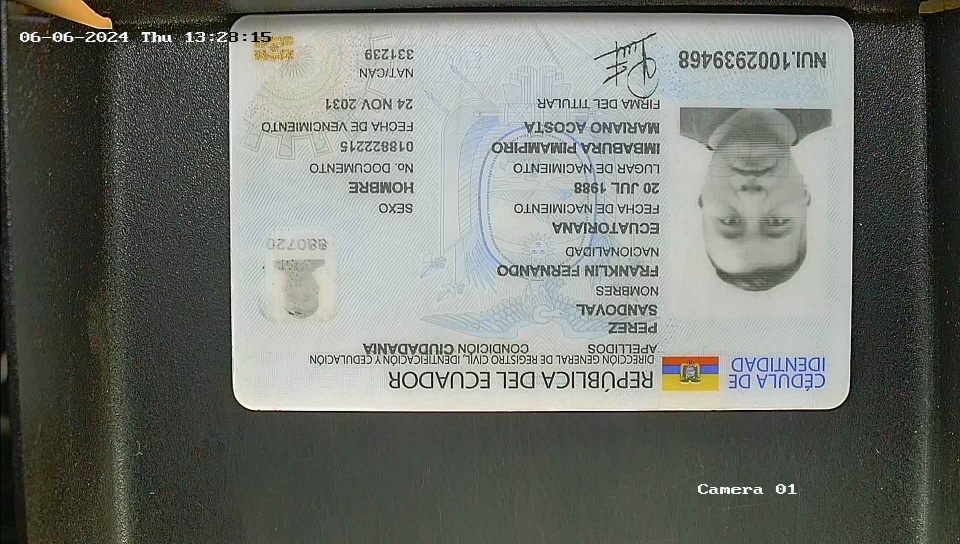 06-06-2024 Thu 13:28:15
CÉDULA DE
IDENTIDAD
REPÚBLICA DEL ECUADOR
DIRECCIÓN GENERAL DE REGISTRO CIVIL, IDENTIFICACIÓN Y CEDULACIÓN
APELLIDOS
CONDICIÓN CIUDADANÍA
PEREZ
SANDOVAL
NOMBRES
FRANKLIN FERNANDO
NACIONALIDAD
ECUATORIANA
FECHA DE NACIMIENTO
20 JUL 1988
LUGAR DE NACIMIENTO
IMBABURA PIMAMPIRO
MARIANO ACOSTA
FIRMA DEL TITULAR
880720
SEXO
HOMBRE
No. DOCUMENTO
018822215
FECHA DE VENCIMIENTO
24 NOV 2031
NAT/CAN
331239
NUI.1002939468
Camera 01